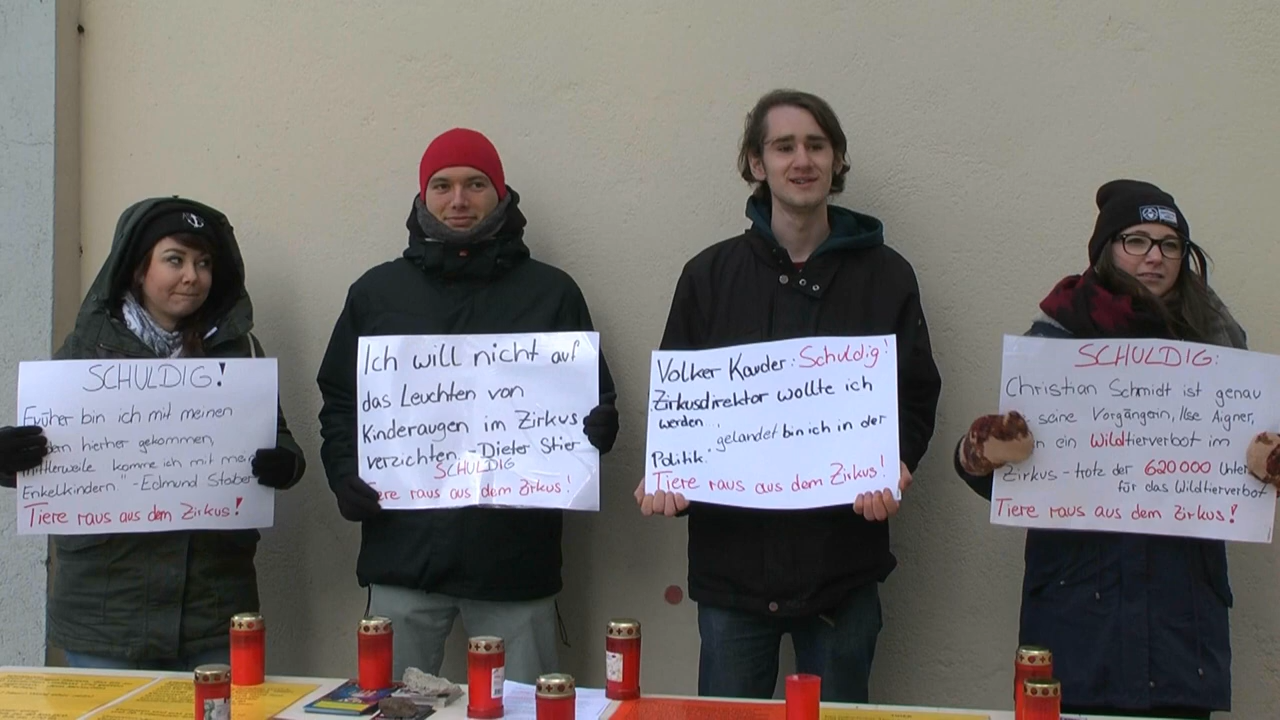 SCHULDIG!
Früher bin ich mit meinen
hierher gekommen,
mittlerweile komme ich mit
Enkelkindern." - Edmund Stoiber
Tiere raus aus dem Zirkus!
Ich will nicht auf
das Leuchten von
Kinderaugen im Zirkus
verzichten. - Dieter Stier
SCHULDIG
Tiere raus aus dem Zirkus!
Volker Kauder: Schuldig!
Zirkusdirektor wollte ich
werden,
gelandet bin ich in der
Politik.
Tiere raus aus dem Zirkus!
SCHULDIG:
Christian Schmidt ist genau
seine Vorgängerin, Ilse Aigner,
ein Wildtierverbot im
Zirkus - trotz der 620000 Unter
für das Wildtierverbot
Tiere raus aus dem Zirkus!